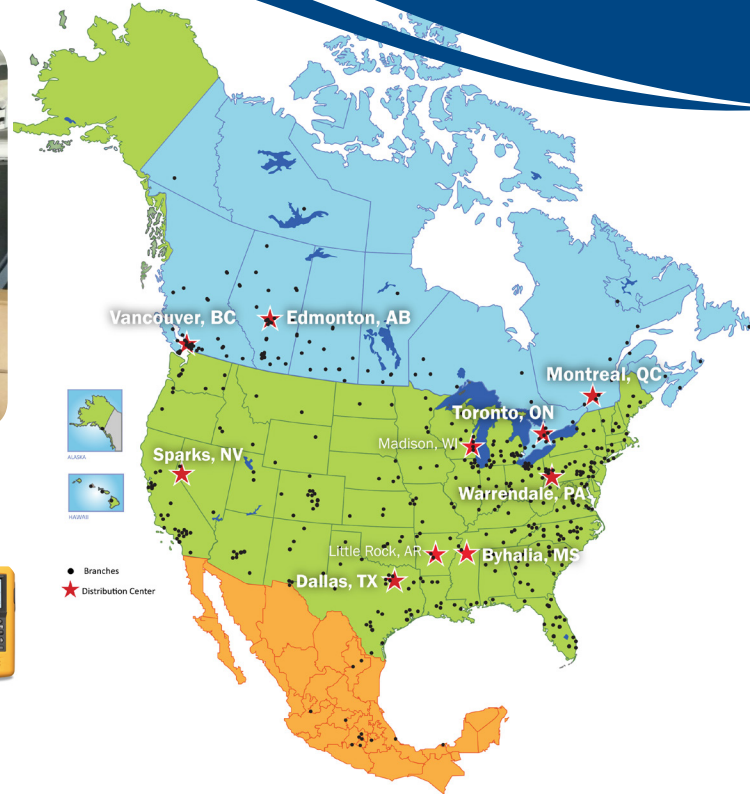 Vancouver, BC
Edmonton, AB
Montreal, QC
Toronto, ON
Madison, WI
Sparks, NV
Warrendale, PA
ALASKA
HAWAII
Little Rock, AR
Byhalia, MS
Dallas, TX
Branches
Distribution Center